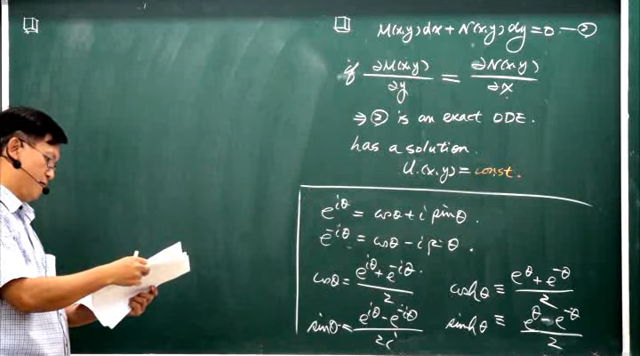 M(x,y)dx+N(x,y)dy=0 —②
if ∂M(x,y)/∂y = ∂N(x,y)/∂x
⇒ ② is an exact ODE.
has a solution.
U(x,y)=const.
e^{iθ} = cosθ+i sinθ.
e^{-iθ} = cosθ-i sinθ.
cosθ = (e^{iθ}+e^{-iθ})/2
coshθ ≡ (e^θ+e^{-θ})/2
sinθ = (e^{iθ}-e^{-iθ})/2i
sinhθ ≡ (e^θ-e^{-θ})/2